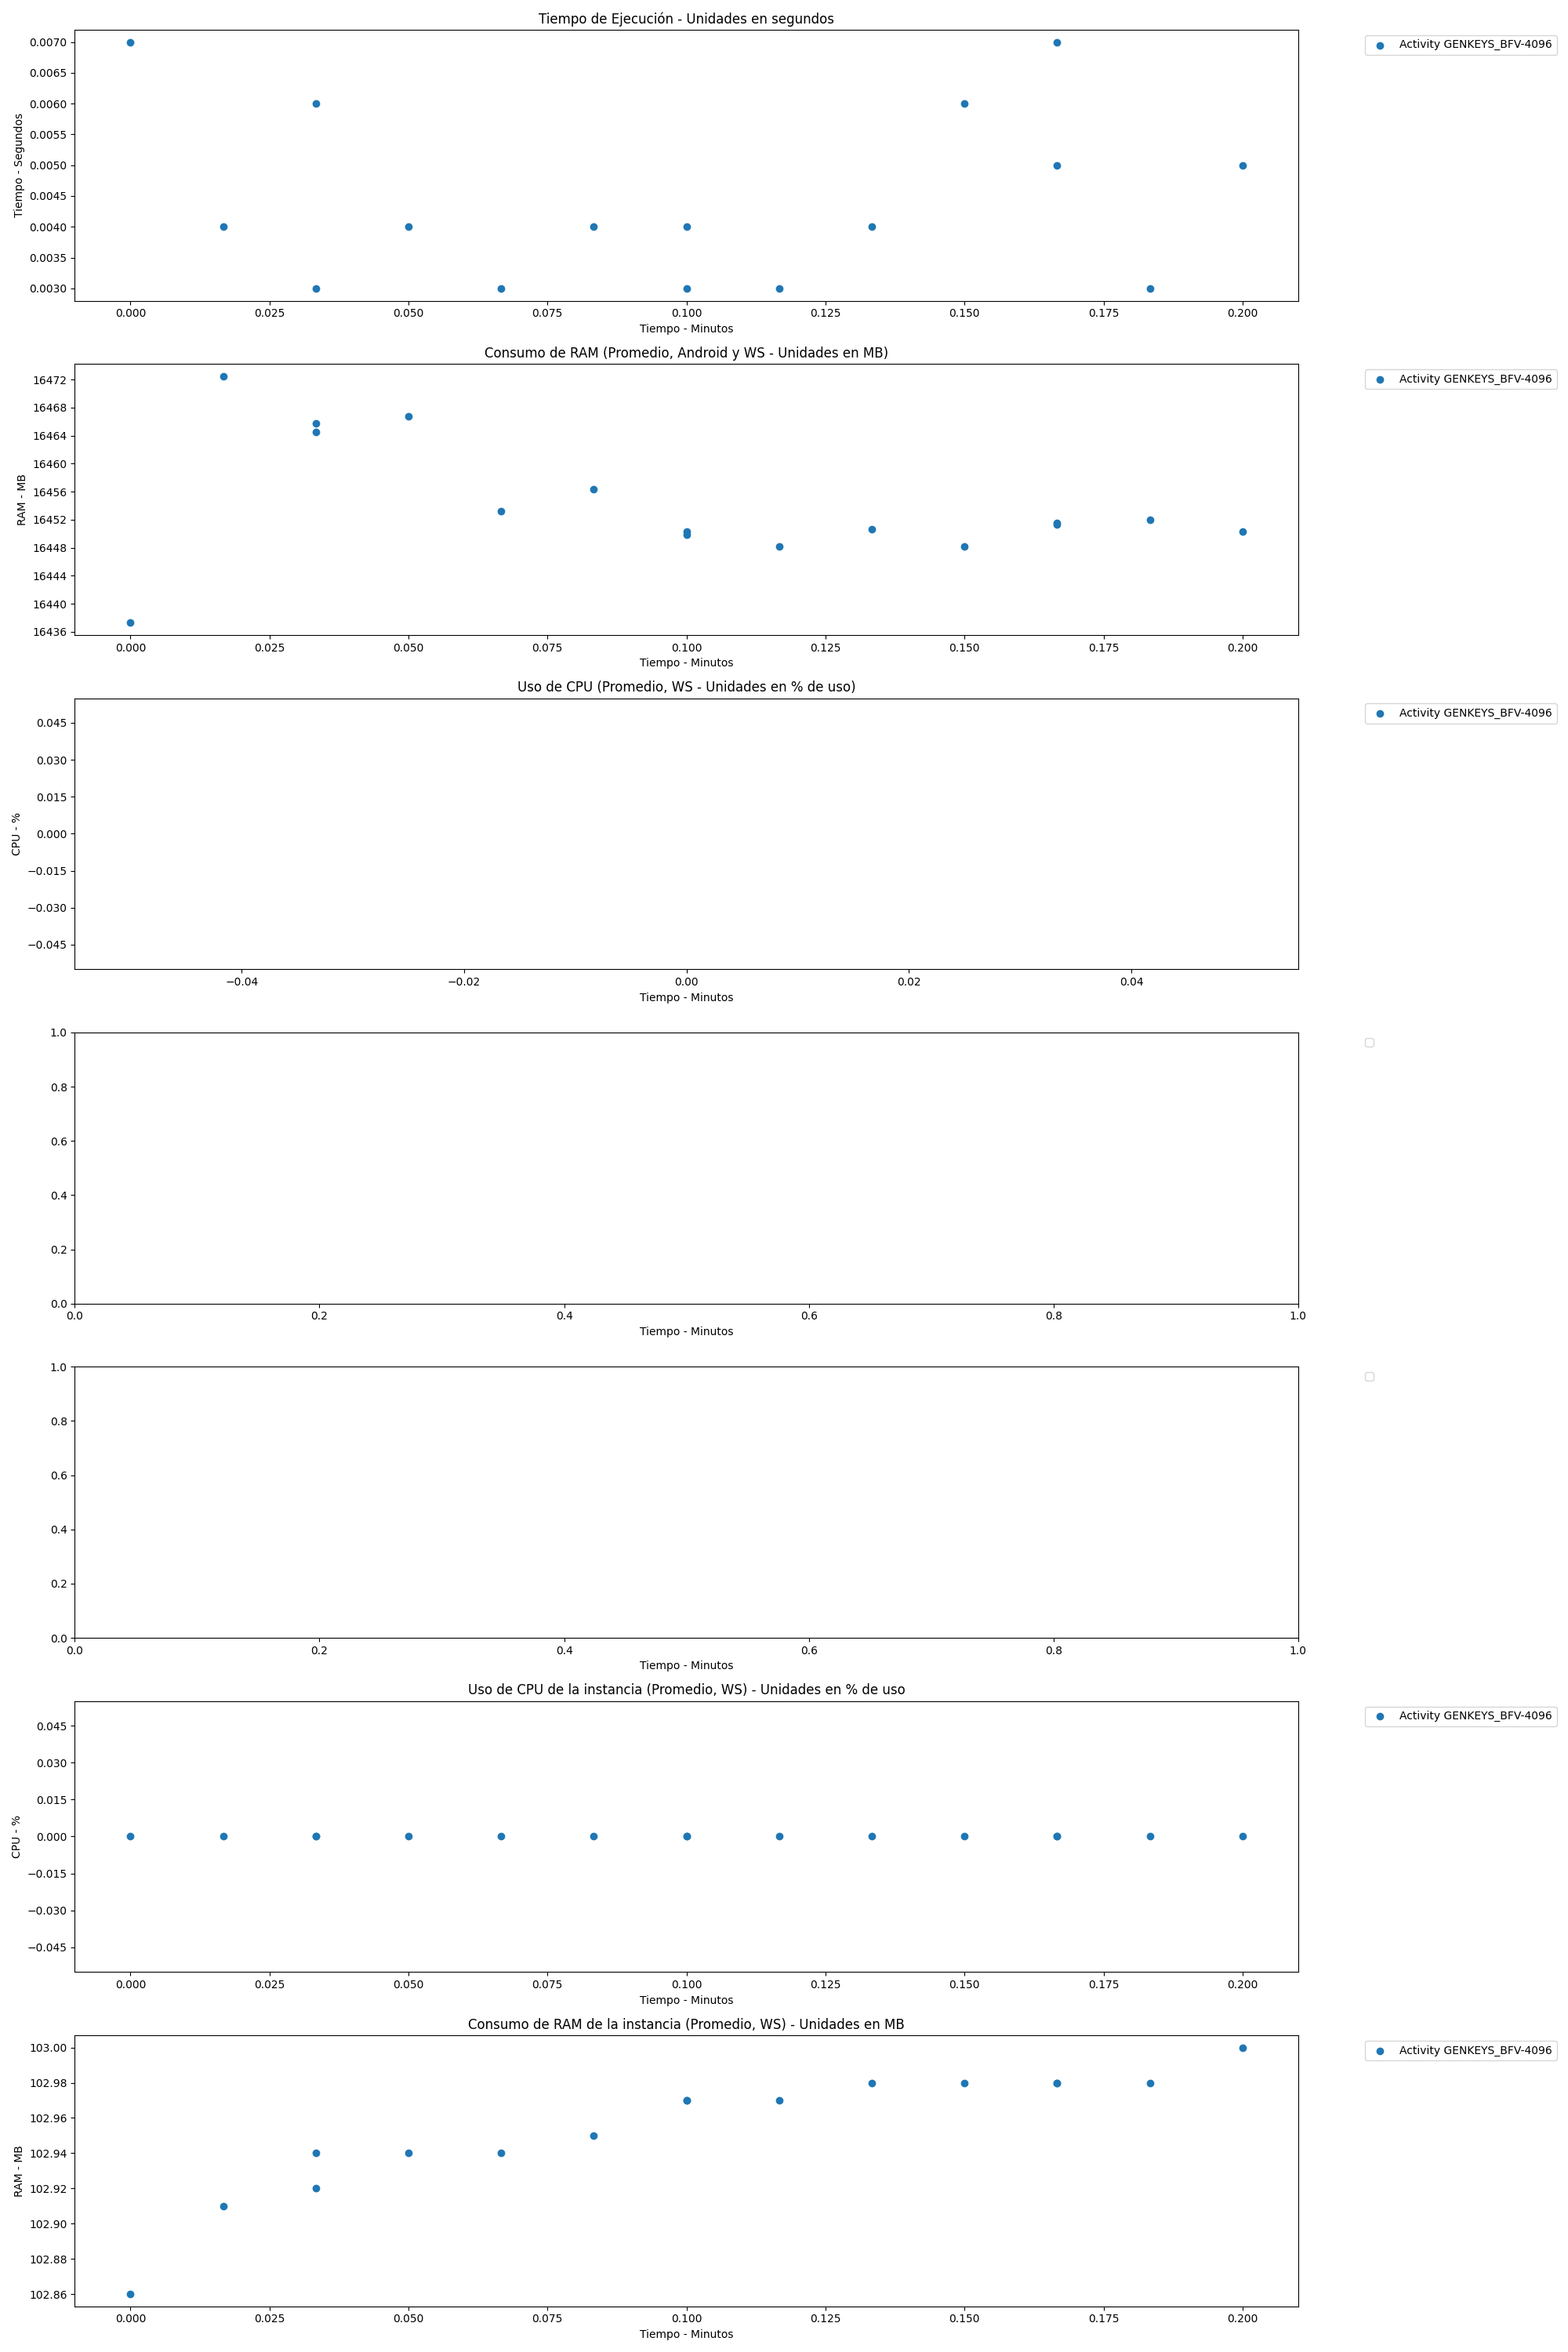 Tiempo de Ejecución - Unidades en segundos
Activity GENKEYS_BFV-4096
Tiempo - Segundos
0.0070
0.0065
0.0060
0.0055
0.0050
0.0045
0.0040
0.0035
0.0030
0.000 0.025 0.050 0.075 0.100 0.125 0.150 0.175 0.200
Tiempo - Minutos
Consumo de RAM (Promedio, Android y WS - Unidades en MB)
Activity GENKEYS_BFV-4096
RAM - MB
16472
16468
16464
16460
16456
16452
16448
16444
16440
16436
0.000 0.025 0.050 0.075 0.100 0.125 0.150 0.175 0.200
Tiempo - Minutos
Uso de CPU (Promedio, WS - Unidades en % de uso)
Activity GENKEYS_BFV-4096
CPU - %
0.045
0.030
0.015
0.000
−0.015
−0.030
−0.045
−0.04 −0.02 0.00 0.02 0.04
Tiempo - Minutos
1.0
0.8
0.6
0.4
0.2
0.0
0.0 0.2 0.4 0.6 0.8 1.0
Tiempo - Minutos
1.0
0.8
0.6
0.4
0.2
0.0
0.0 0.2 0.4 0.6 0.8 1.0
Tiempo - Minutos
Uso de CPU de la instancia (Promedio, WS) - Unidades en % de uso
Activity GENKEYS_BFV-4096
CPU - %
0.045
0.030
0.015
0.000
−0.015
−0.030
−0.045
0.000 0.025 0.050 0.075 0.100 0.125 0.150 0.175 0.200
Tiempo - Minutos
Consumo de RAM de la instancia (Promedio, WS) - Unidades en MB
Activity GENKEYS_BFV-4096
RAM - MB
103.00
102.98
102.96
102.94
102.92
102.90
102.88
102.86
0.000 0.025 0.050 0.075 0.100 0.125 0.150 0.175 0.200
Tiempo - Minutos